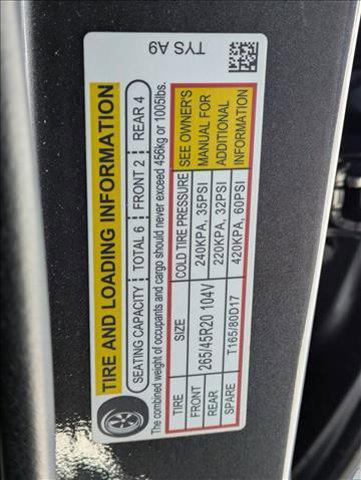 TYS A9
TIRE AND LOADING INFORMATION
SEATING CAPACITY | TOTAL 6 | FRONT 2 | REAR 4
The combined weight of occupants and cargo should never exceed 456kg or 1005lbs.
TIRE SIZE COLD TIRE PRESSURE SEE OWNER'S
FRONT 265/45R20 104V 240KPA, 35PSI MANUAL FOR
REAR 220KPA, 32PSI ADDITIONAL
SPARE T165/80D17 420KPA, 60PSI INFORMATION